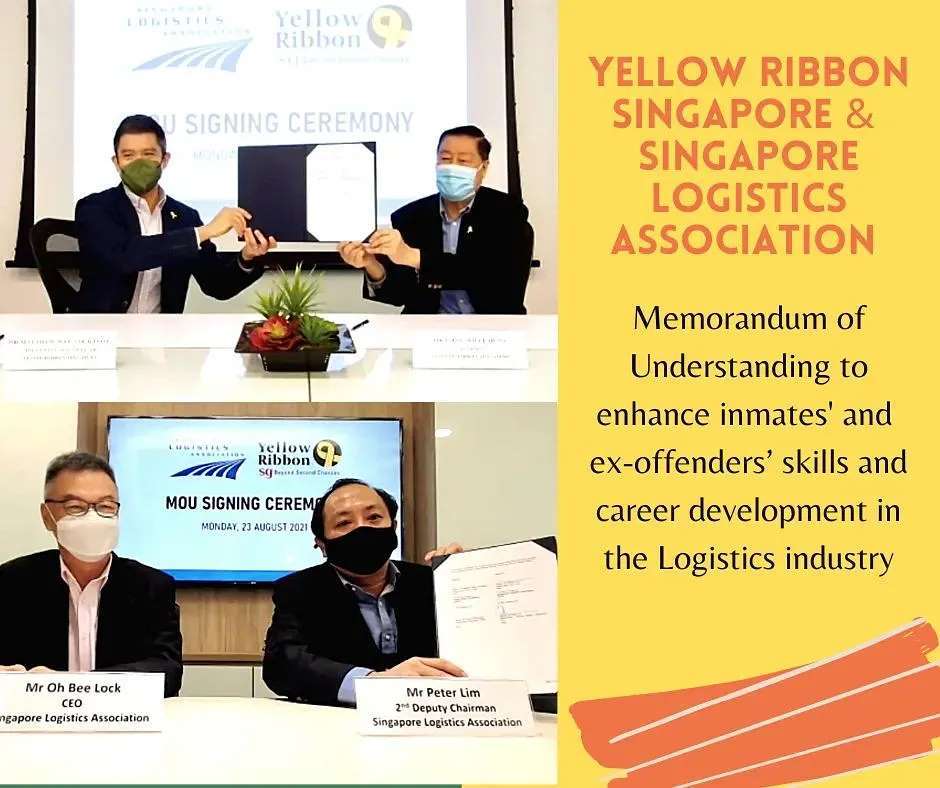 SINGAPORE
LOGISTICS
ASSOCIATION
Yellow
Ribbon
MOU SIGNING CEREMONY
LOGISTICS
ASSOCIATION
Yellow
Ribbon
sg Beyond Second Chances
MOU SIGNING CEREM
MONDAY, 23 AUGUST 2021
Mr Oh Bee Lock
CEO
ngapore Logistics Association
Mr Peter Lim
2nd Deputy Chairman
Singapore Logistics Association
YELLOW RIBBON
SINGAPORE &
SINGAPORE
LOGISTICS
ASSOCIATION
Memorandum of
Understanding to
enhance inmates' and
ex-offenders’ skills and
career development in
the Logistics industry